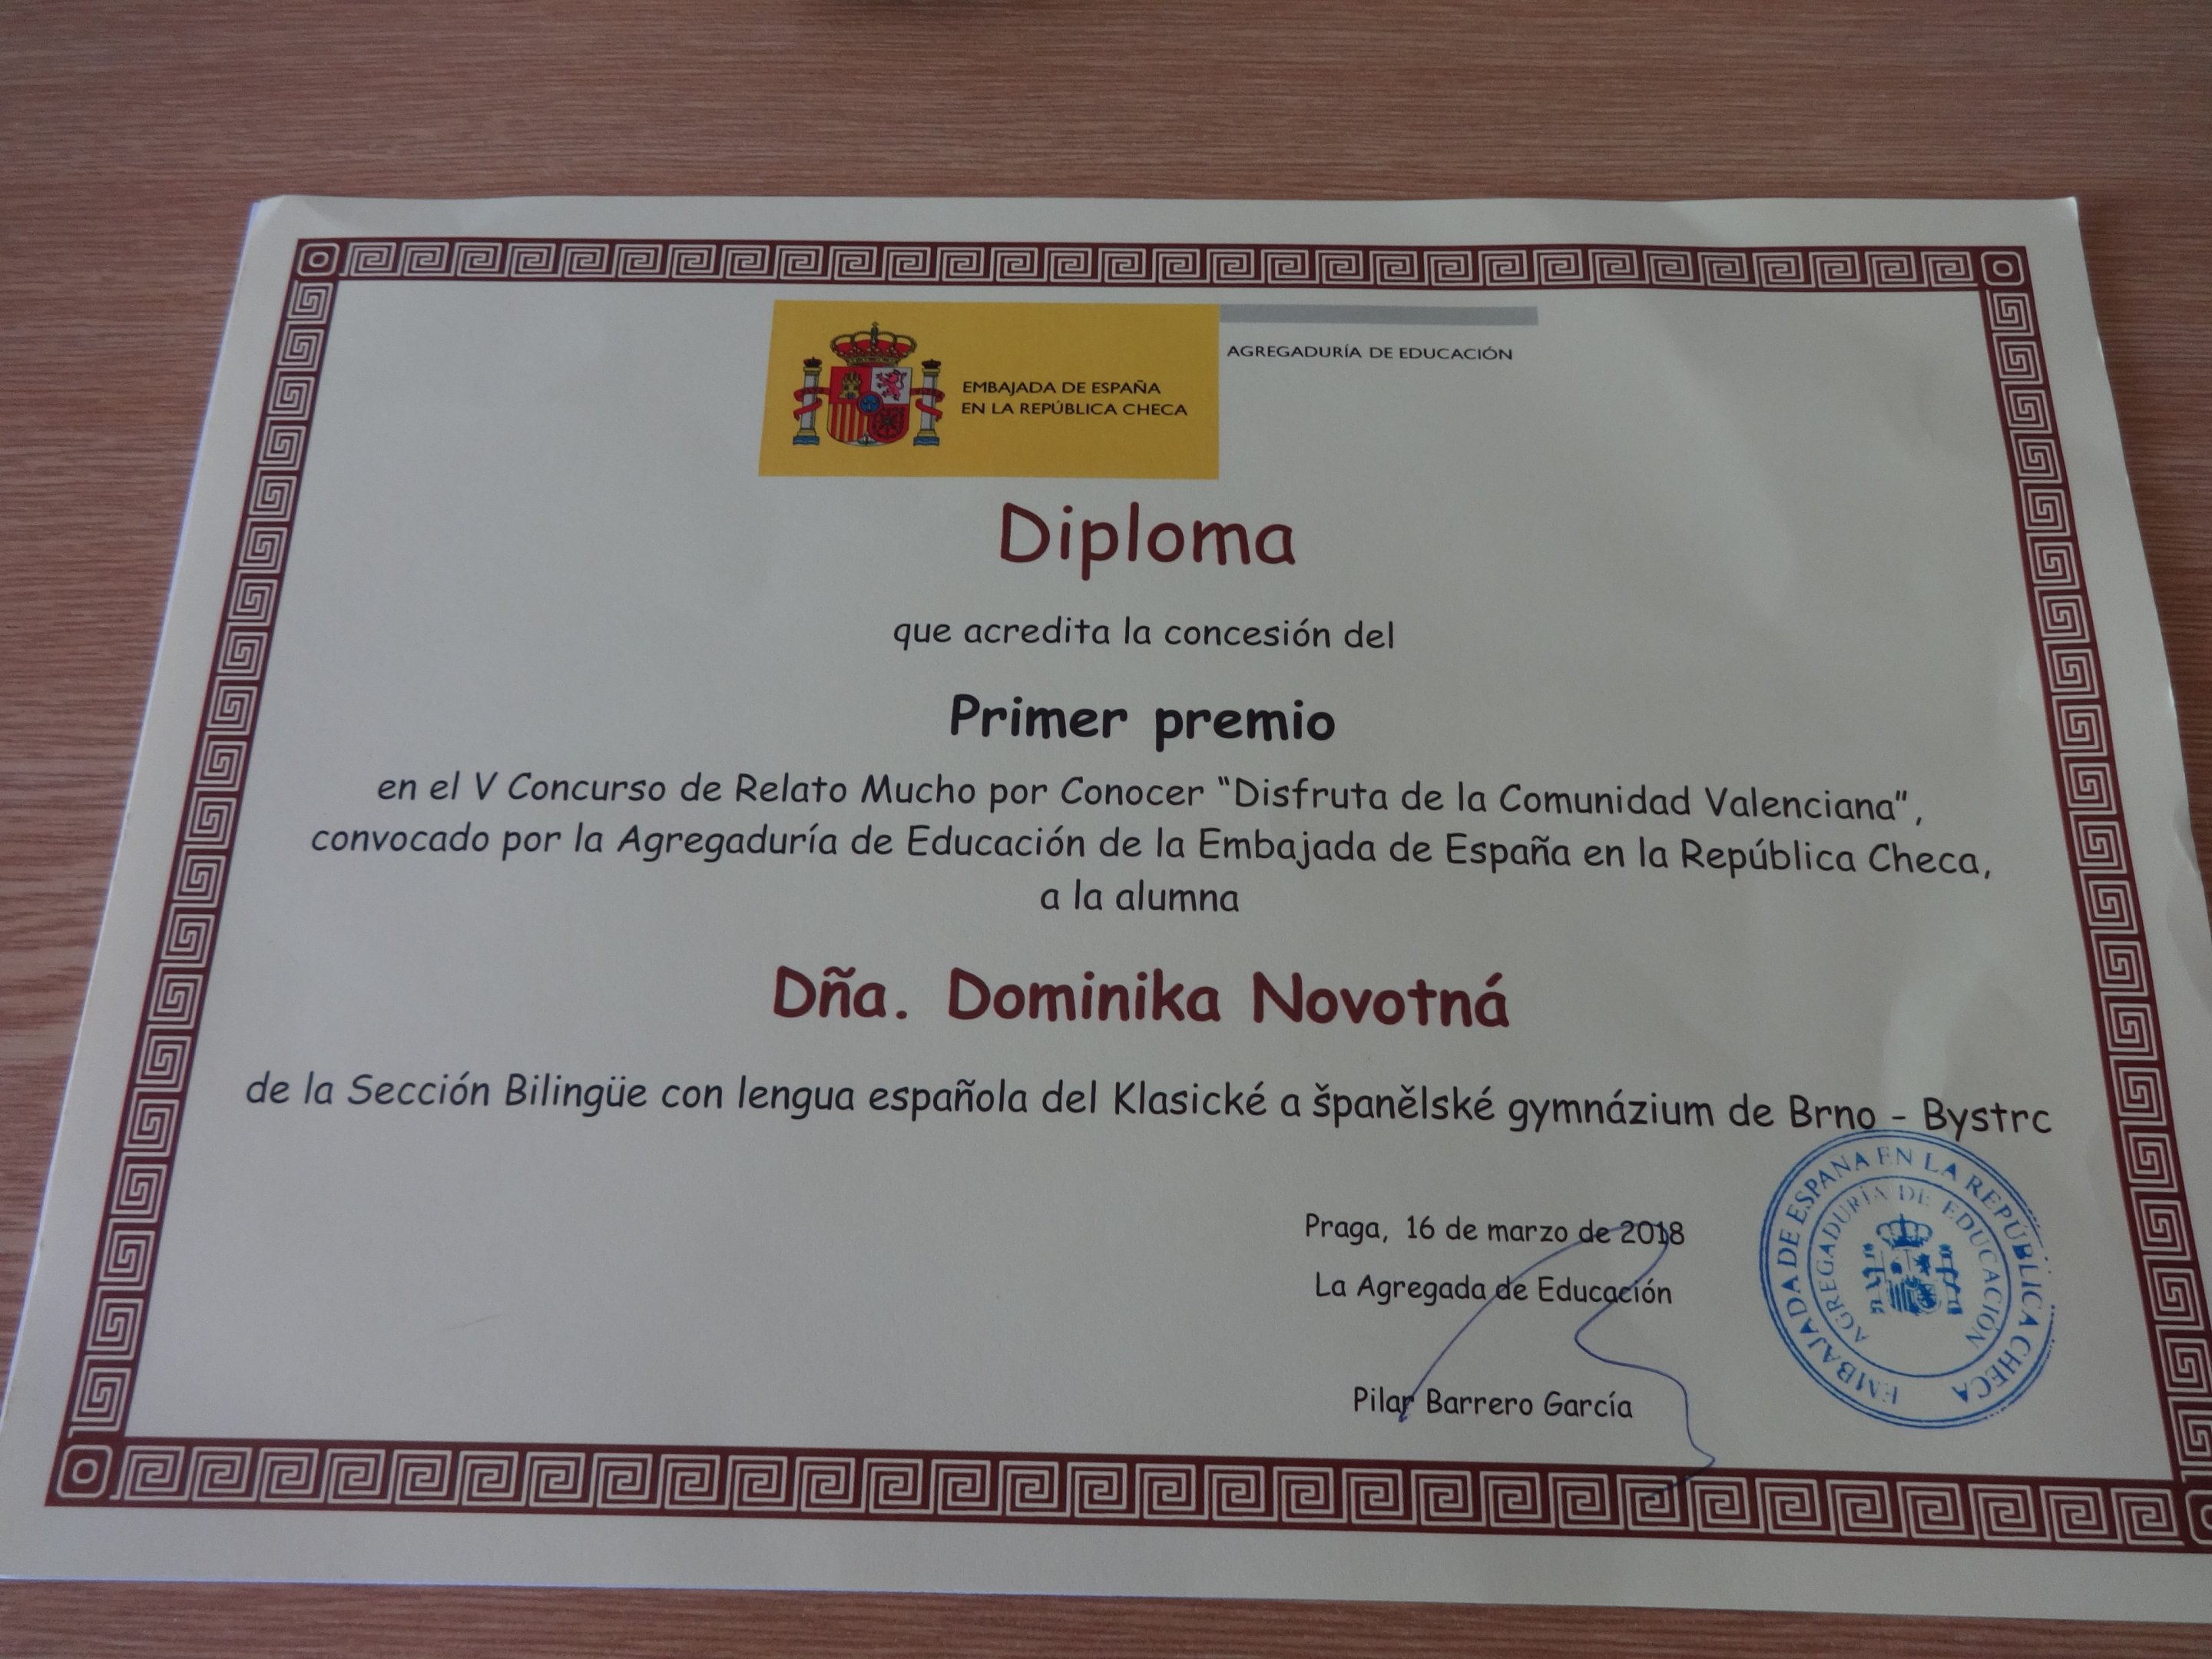 EMBAJADA DE ESPAÑA
EN LA REPÚBLICA CHECA
AGREGADURÍA DE EDUCACIÓN
Diploma
que acredita la concesión del
Primer premio
en el V Concurso de Relato Mucho por Conocer "Disfruta de la Comunidad Valenciana",
convocado por la Agregaduría de Educación de la Embajada de España en la República Checa,
a la alumna
Dña. Dominika Novotná
de la Sección Bilingüe con lengua española del Klasické a španělské gymnázium de Brno - Bystrc
Praga, 16 de marzo de 2018
La Agregada de Educación
Pilar Barrero García
EMBAJADA DE ESPAÑA EN LA REPÚBLICA CHECA
AGREGADURÍA DE EDUCACIÓN